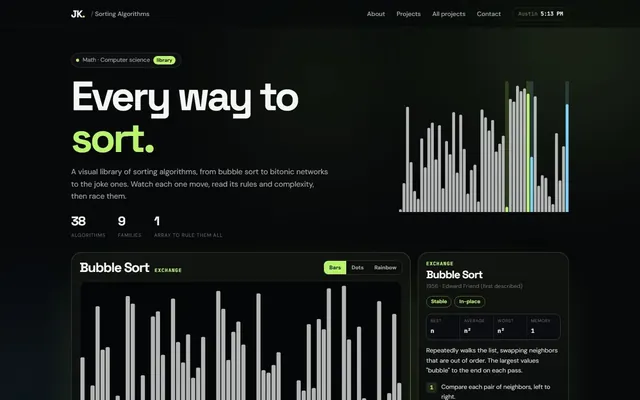 JK. / Sorting Algorithms
About Projects All projects Contact Austin 5:13 PM
Math · Computer science library
Every way to
sort.
A visual library of sorting algorithms, from bubble sort to bitonic networks
to the joke ones. Watch each one move, read its rules and complexity,
then race them.
38 9 1
ALGORITHMS FAMILIES ARRAY TO RULE THEM ALL
Bubble Sort EXCHANGE
Bars Dots Rainbow
EXCHANGE
Bubble Sort
1956 · Edward Friend (first described)
Stable In-place
BEST AVERAGE WORST MEMORY
n n² n² 1
Repeatedly walks the list, swapping neighbors
that are out of order. The largest values
"bubble" to the end on each pass.
1 Compare each pair of neighbors, left to
right.